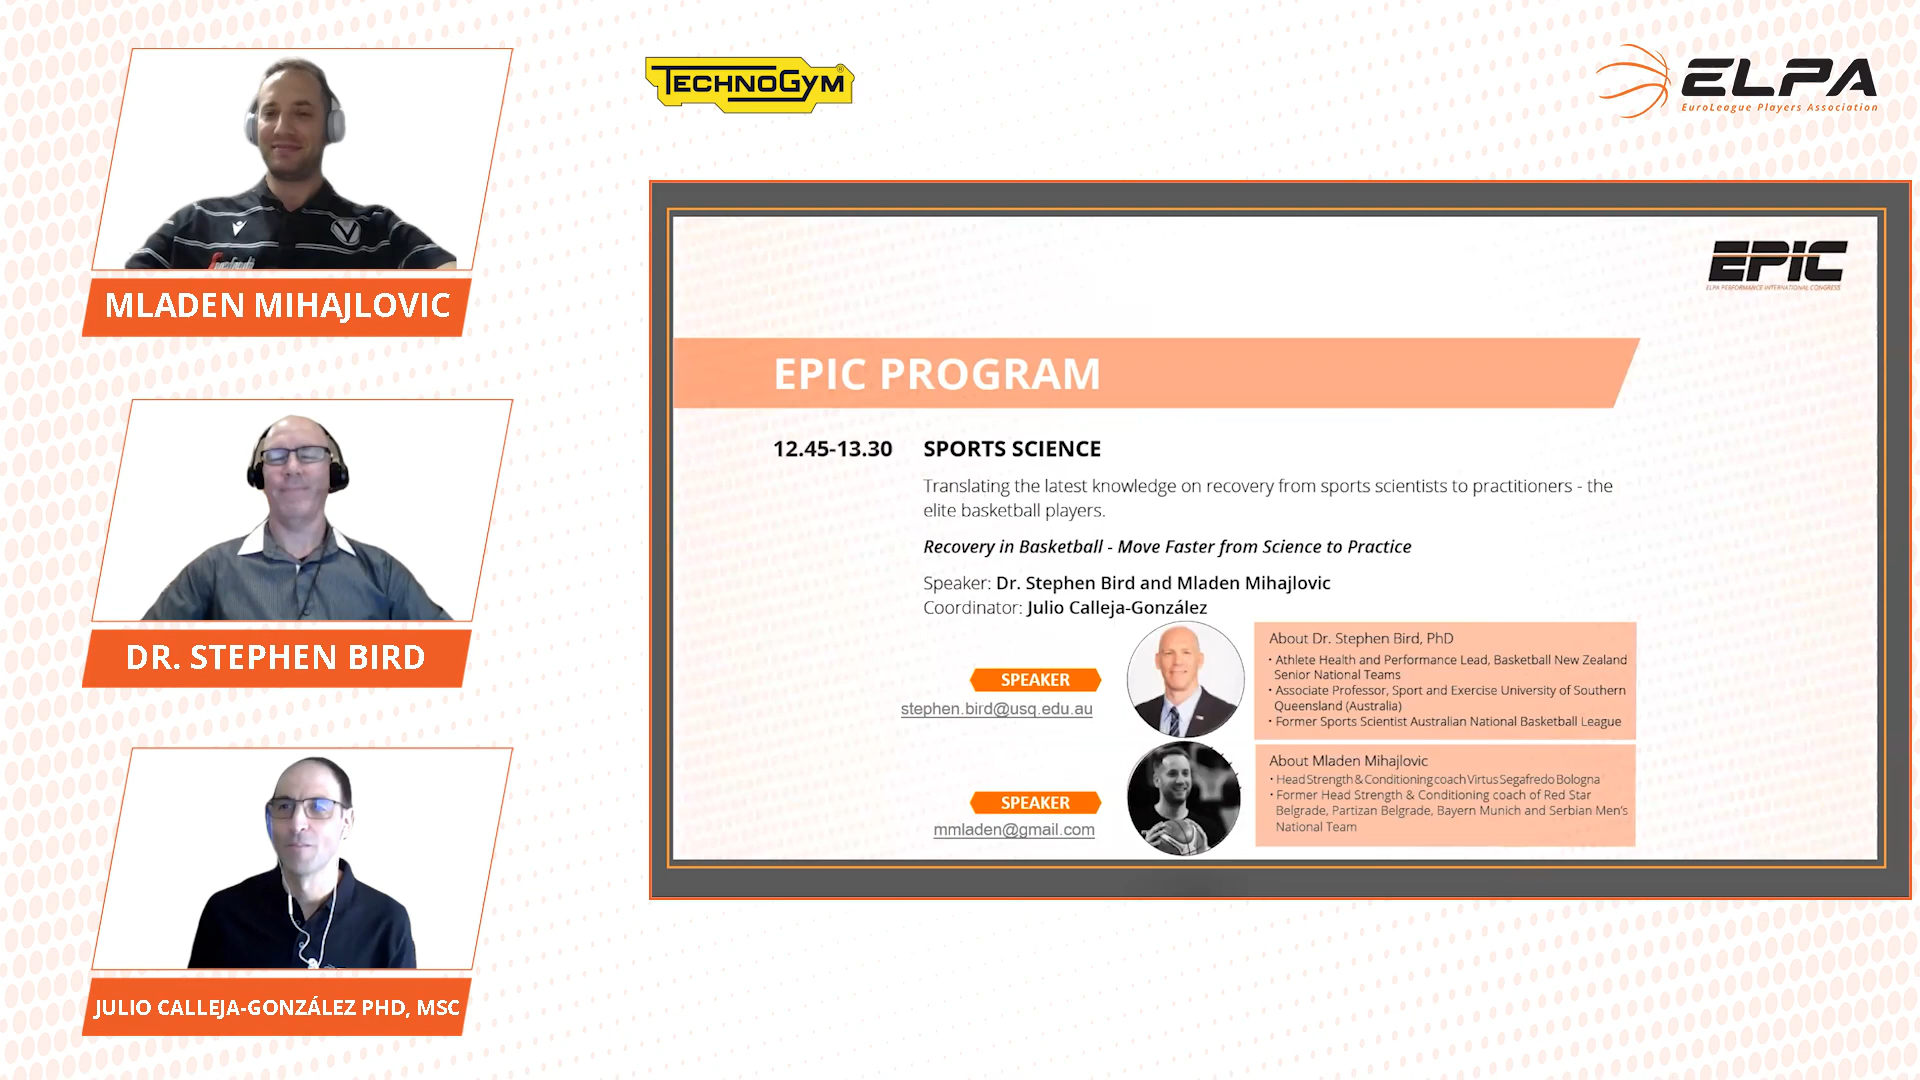 TECHNOGYM®
ELPA
EuroLeague Players Association
MLADEN MIHAJLOVIC
DR. STEPHEN BIRD
JULIO CALLEJA-GONZÁLEZ PHD, MSC
EPIC
ELPA PERFORMANCE INTERNATIONAL CONGRESS
EPIC PROGRAM
12.45-13.30 SPORTS SCIENCE
Translating the latest knowledge on recovery from sports scientists to practitioners - the
elite basketball players.
Recovery in Basketball - Move Faster from Science to Practice
Speaker: Dr. Stephen Bird and Mladen Mihajlovic
Coordinator: Julio Calleja-González
SPEAKER
stephen.bird@usq.edu.au
About Dr. Stephen Bird, PhD
• Athlete Health and Performance Lead, Basketball New Zealand
Senior National Teams
• Associate Professor, Sport and Exercise University of Southern
Queensland (Australia)
• Former Sports Scientist Australian National Basketball League
SPEAKER
mmladen@gmail.com
About Mladen Mihajlovic
• Head Strength & Conditioning coach Virtus Segafredo Bologna
• Former Head Strength & Conditioning coach of Red Star
Belgrade, Partizan Belgrade, Bayern Munich and Serbian Men's
National Team